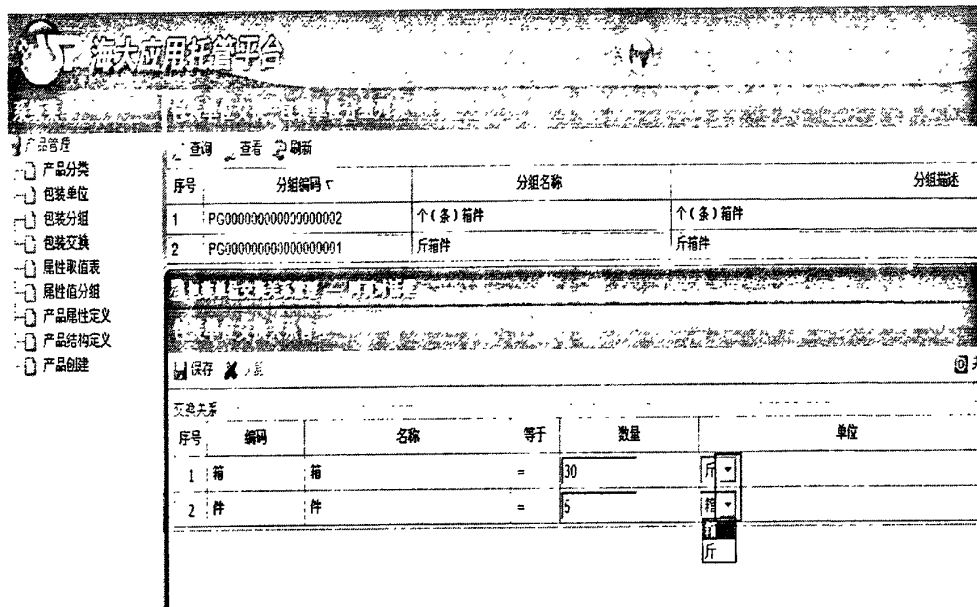 海大应用托管平台
产品管理
产品分类
包装单位
包装分组
包装交换
属性取值表
属性值分组
产品属性定义
产品结构定义
产品创建
查询 查看 刷新
序号 分组编码 分组名称 分组描述
1 PG000000000000000002 个(条)箱件 个(条)箱件
2 PG000000000000000001 斤箱件 斤箱件
保存
交换关系
序号 编码 名称 等于 数量 单位
1 箱 箱 = 30 斤
2 件 件 = 5 箱
斤